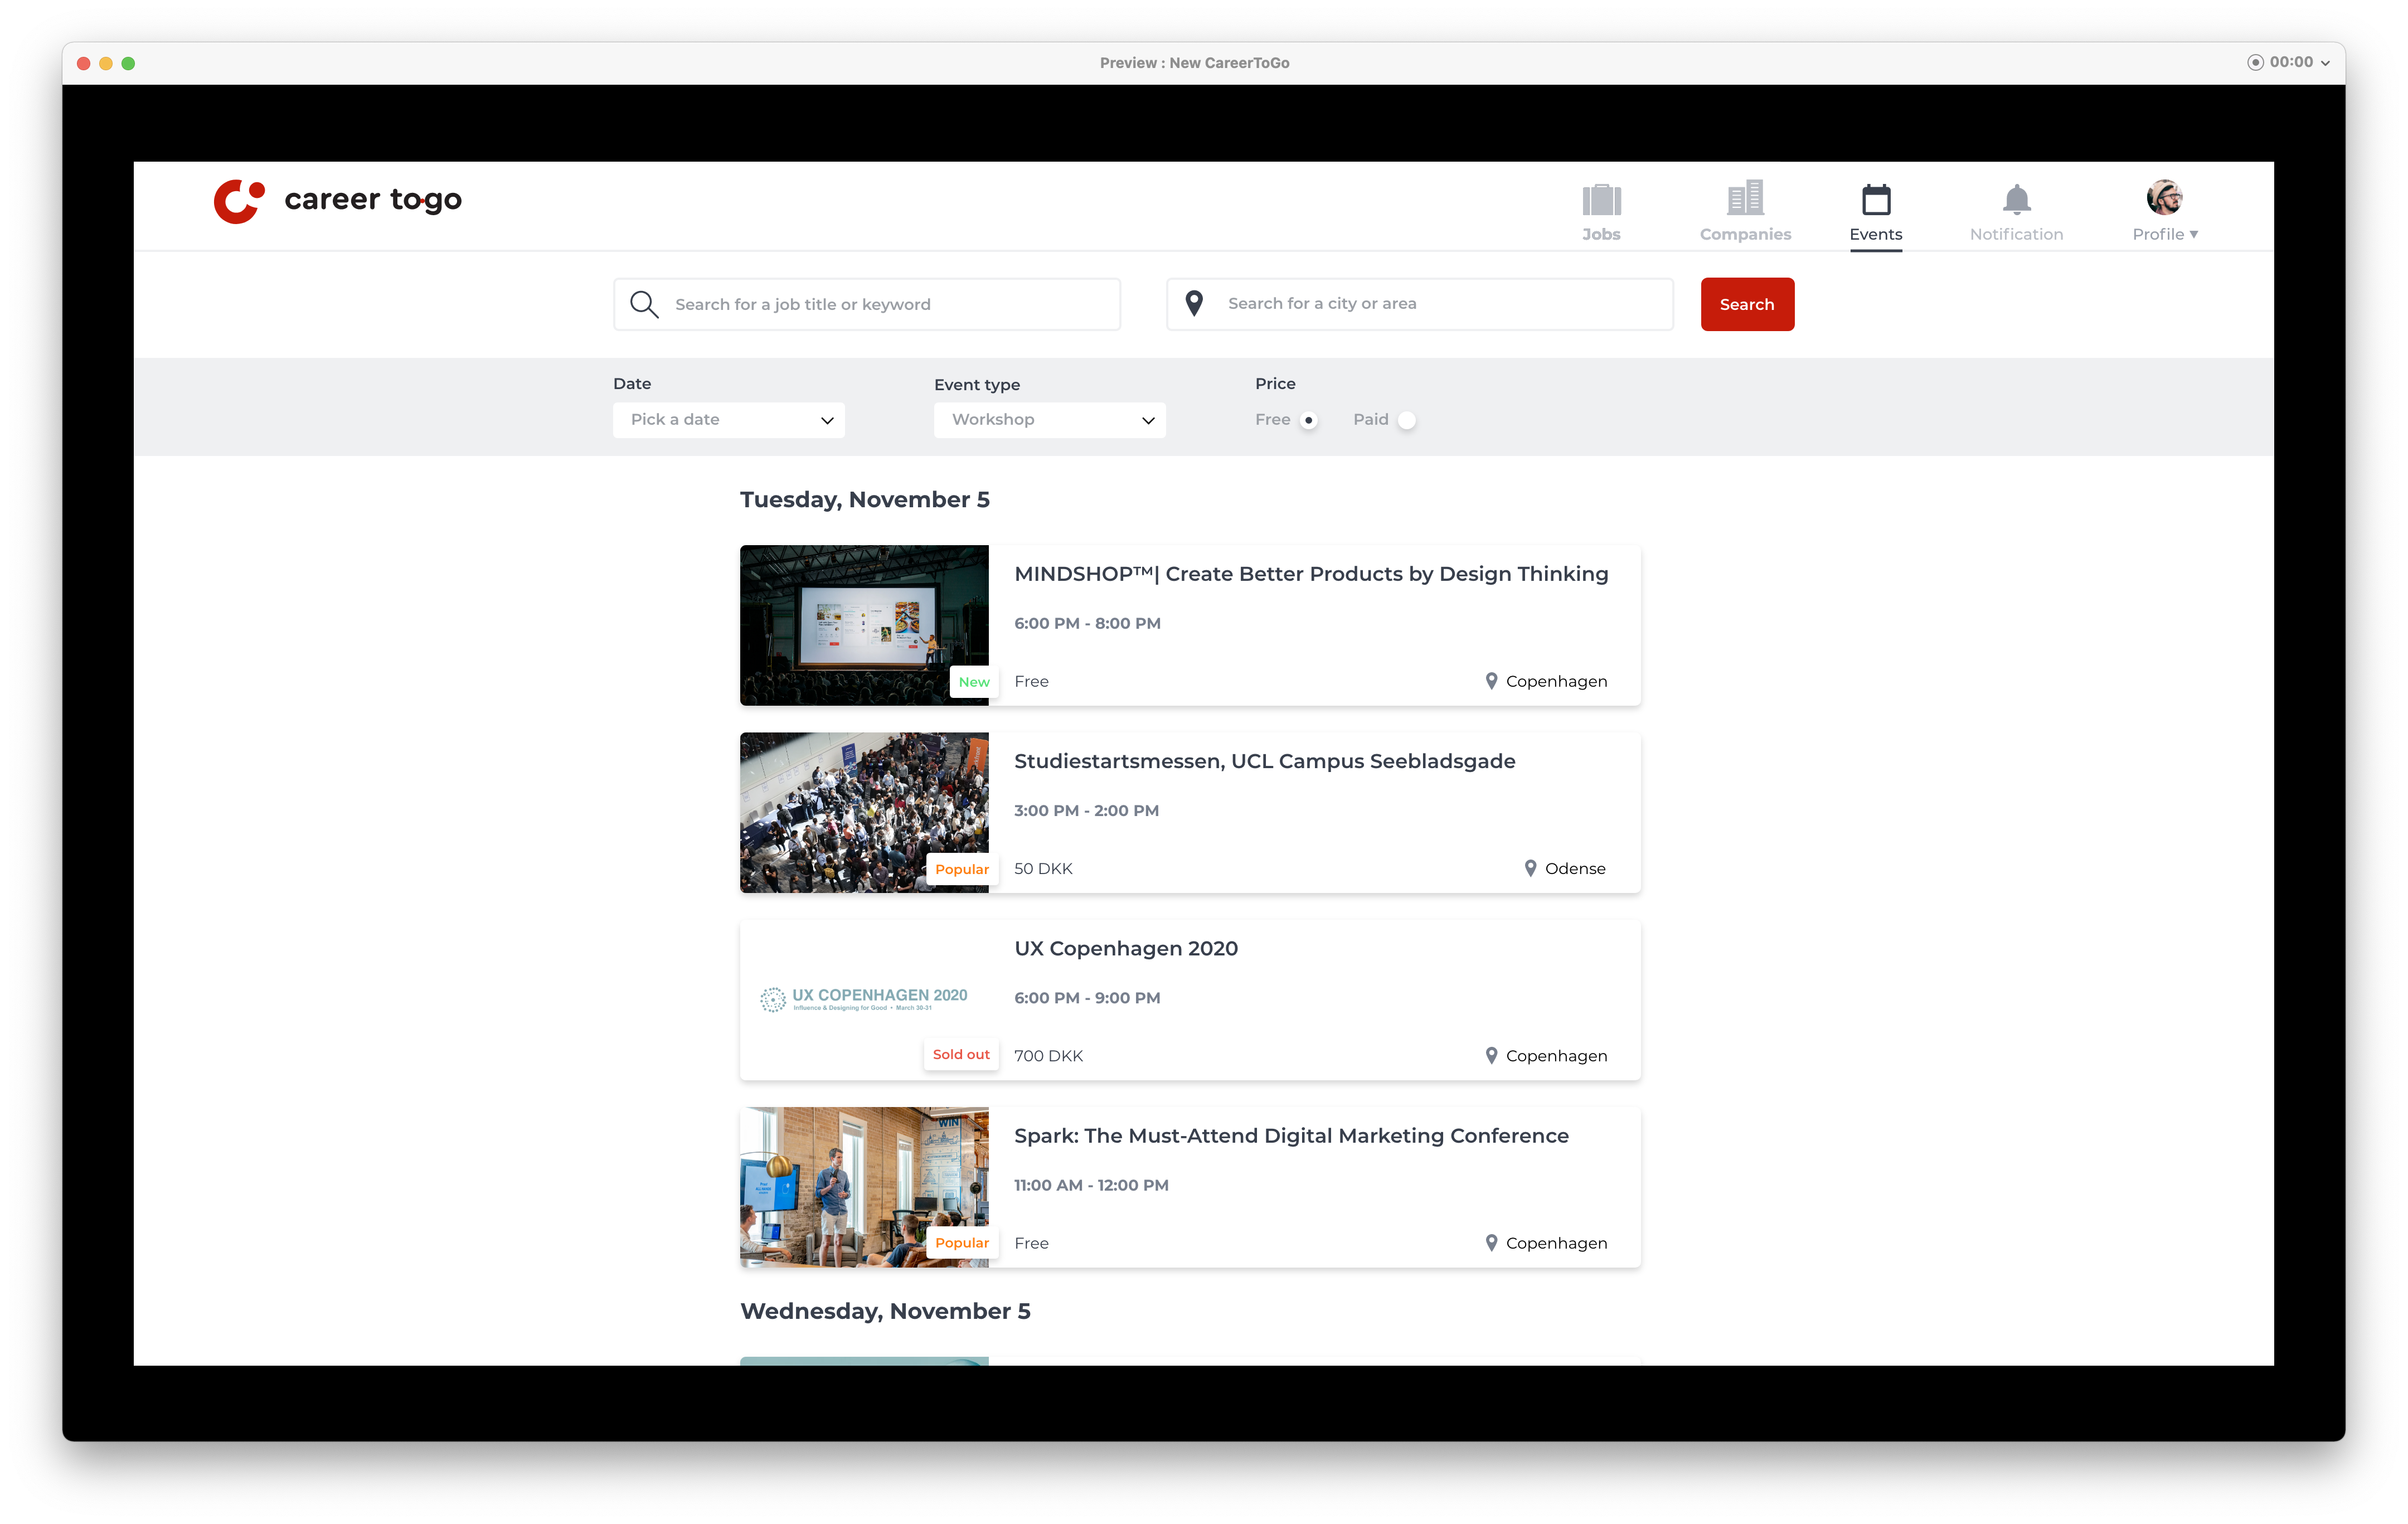 Preview : New CareerToGo
00:00
career to-go
Jobs
Companies
Events
Notification
Profile ▼
Search for a job title or keyword
Search for a city or area
Search
Date
Event type
Price
Pick a date
Workshop
Free
Paid
Tuesday, November 5
MINDSHOP™| Create Better Products by Design Thinking
6:00 PM - 8:00 PM
New
Free
Copenhagen
Studiestartsmessen, UCL Campus Seebladsgade
3:00 PM - 2:00 PM
Popular
50 DKK
Odense
UX Copenhagen 2020
UX COPENHAGEN 2020
Influence & Designing for Good • March 30-31
6:00 PM - 9:00 PM
Sold out
700 DKK
Copenhagen
WIN
Spark: The Must-Attend Digital Marketing Conference
11:00 AM - 12:00 PM
Popular
Free
Copenhagen
Wednesday, November 5